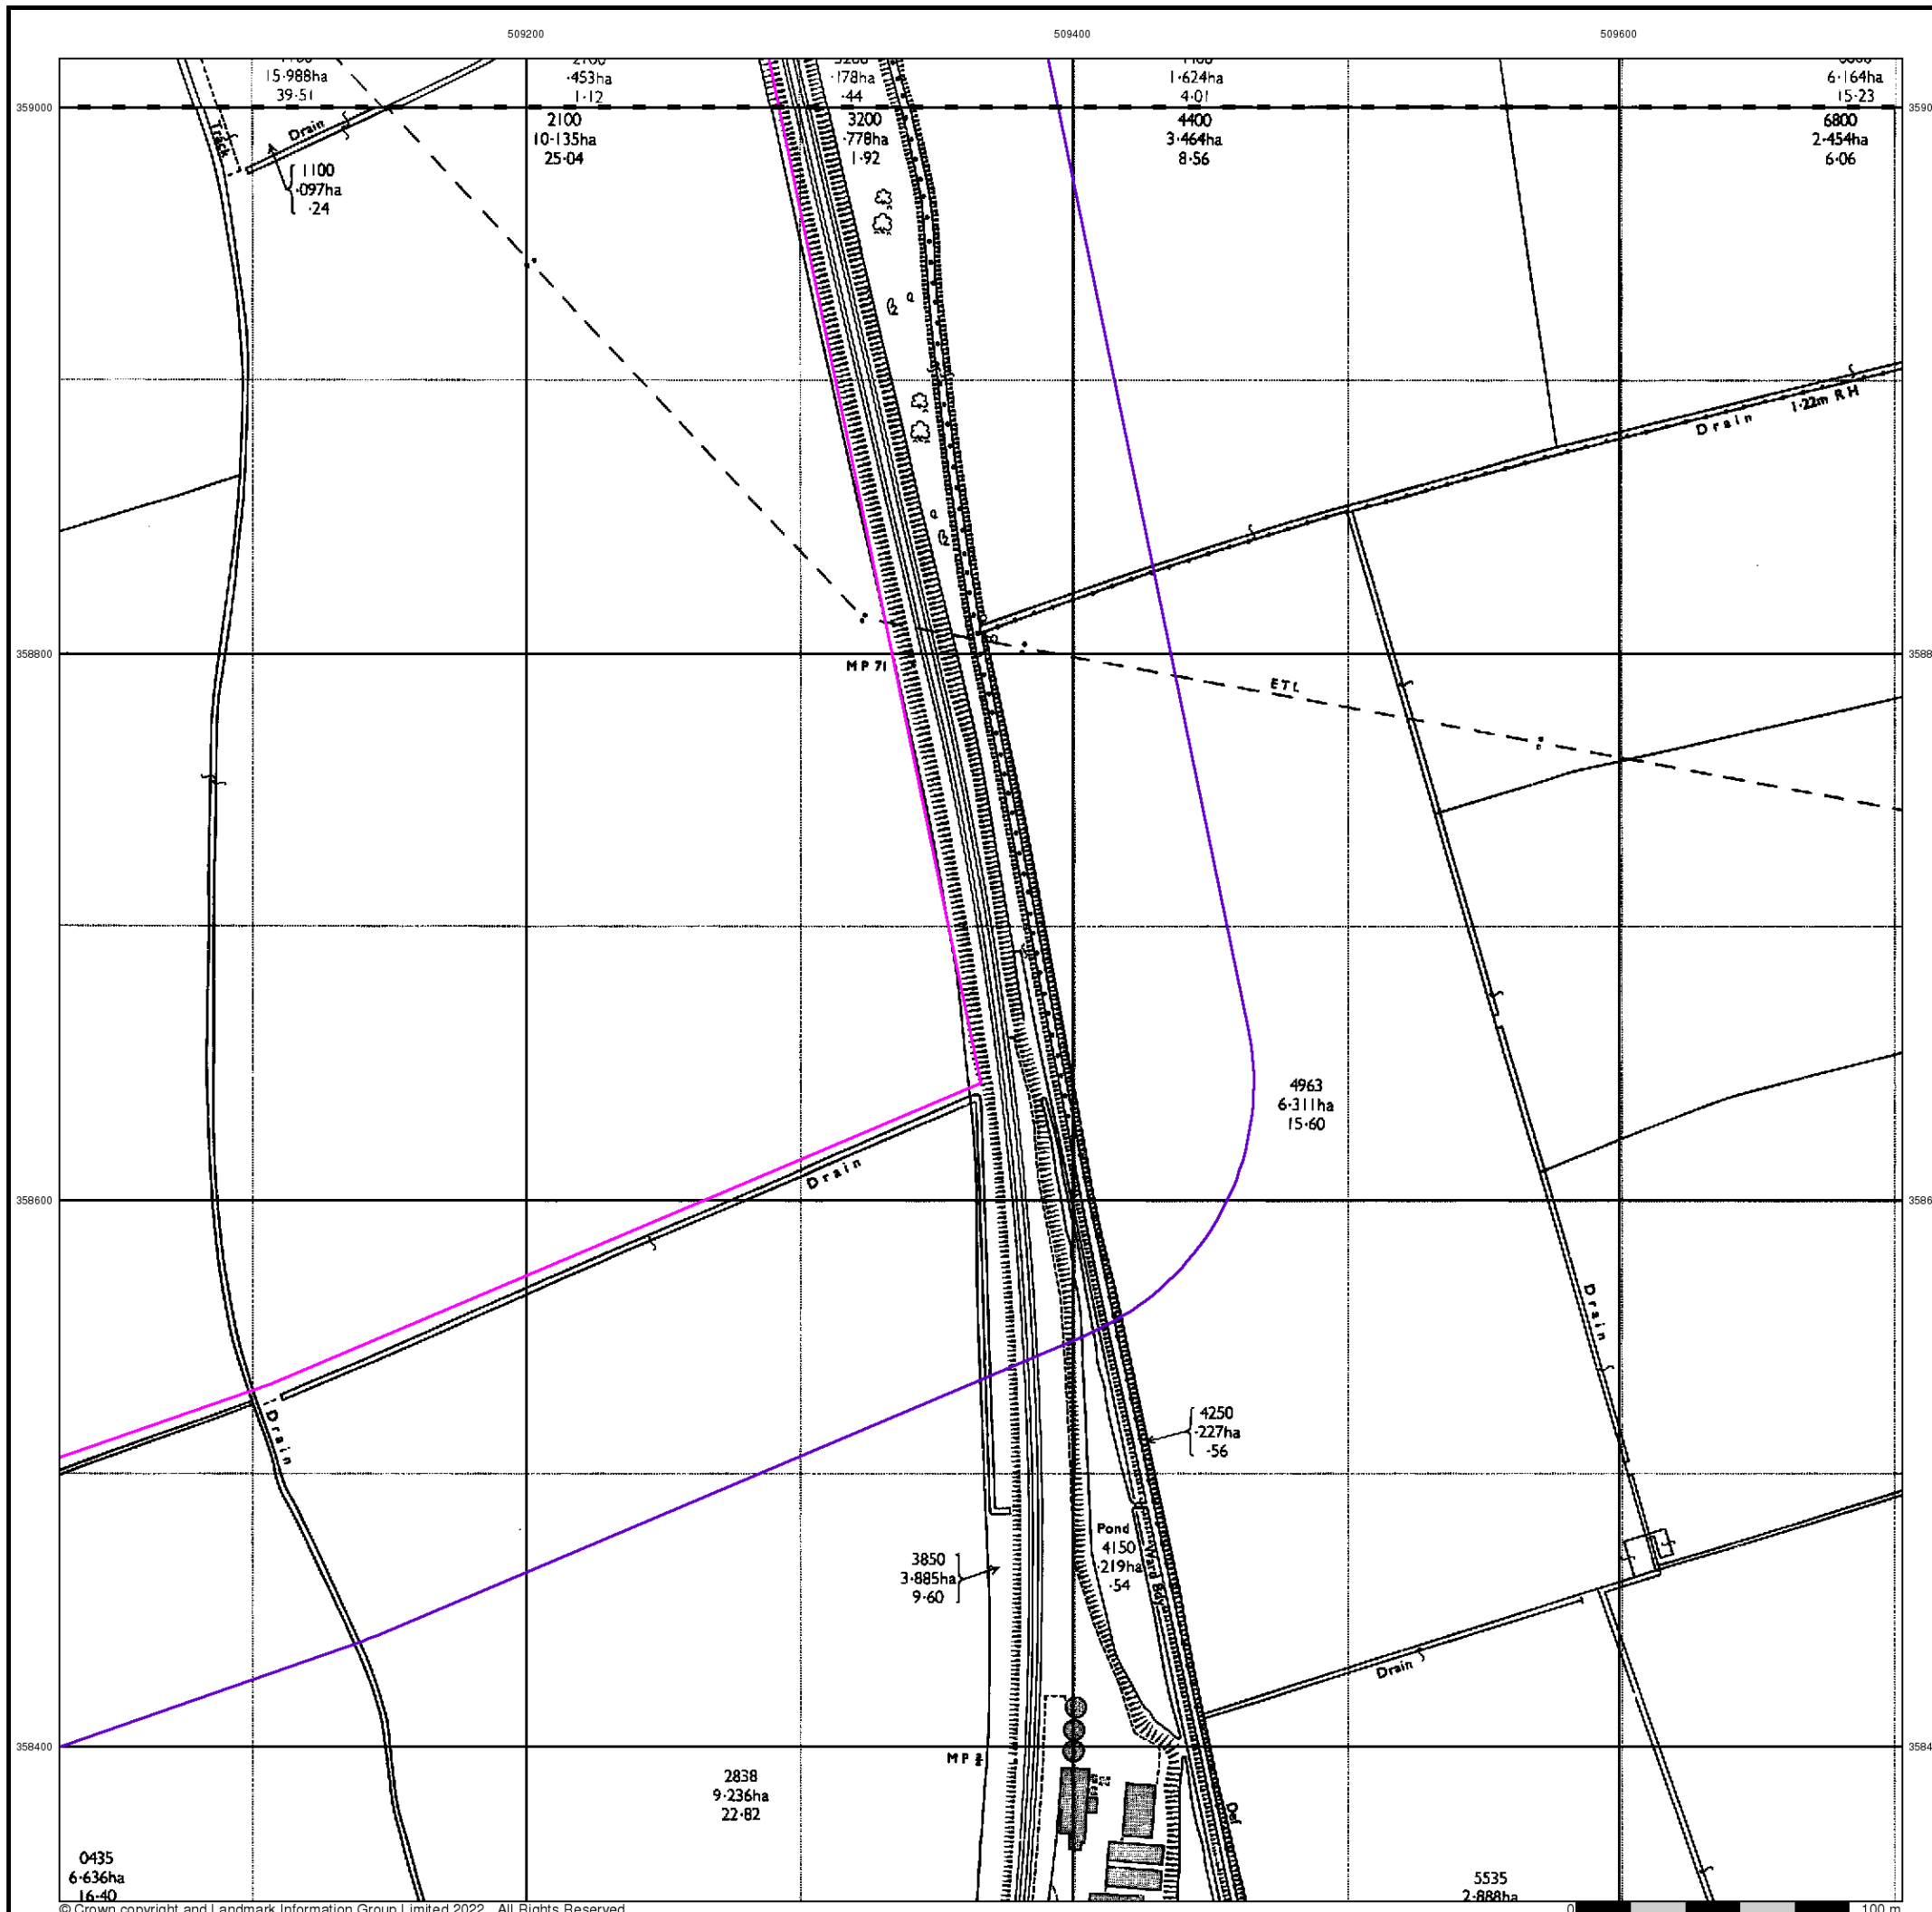 509200
509400
509600
15·988ha
39·51
·453ha
1·12
·178ha
·44
1·624ha
4·01
6·164ha
15·23
359000
Track
Drain
1100
·097ha
·24
2100
10·135ha
25·04
3200
·778ha
1·92
4400
3·464ha
8·56
6800
2·454ha
6·06
Drain
1·22m R H
358800
M P 71
ETL
4963
6·311ha
15·60
Drain
358600
Drain
Drain
4250
·227ha
·56
Pond
4150
·219ha
·54
3850
3·885ha
9·60
Drain
Ward Bdy
358400
M P
Def
2838
9·236ha
22·82
0435
6·636ha
16·40
5535
2·888ha
© Crown copyright and Landmark Information Group Limited 2022. All Rights Reserved.
0
100 m